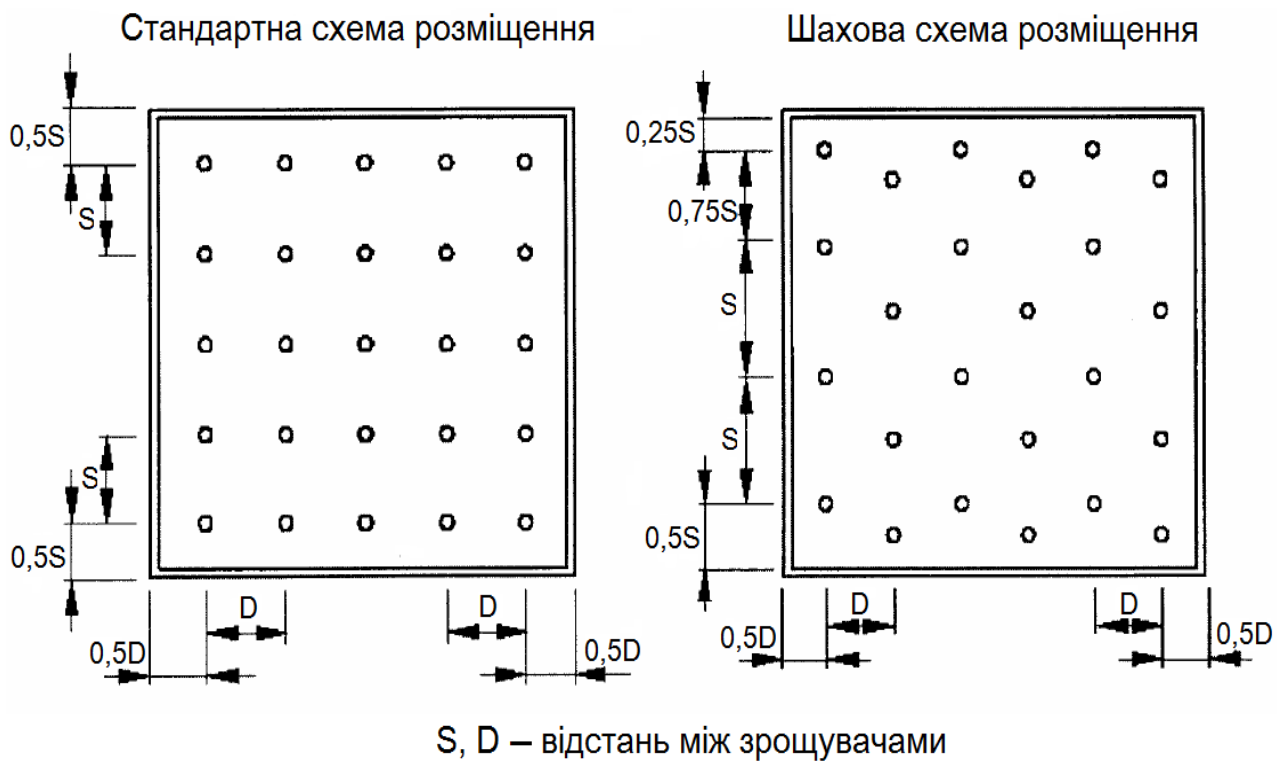 Стандартна схема розміщення
Шахова схема розміщення
0,5S
S
S
0,5S
D
D
0,5D
0,5D
0,25S
0,75S
S
S
0,5S
D
D
0,5D
0,5D
S, D – відстань між зрощувачами